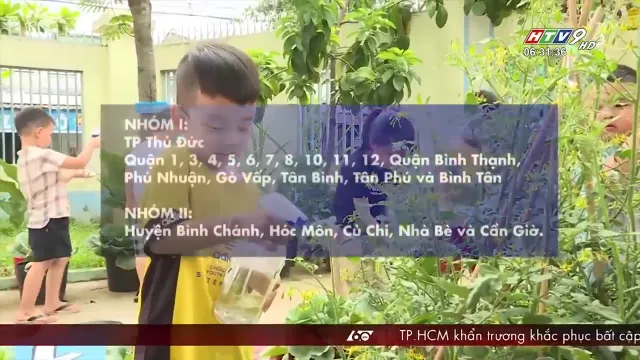 HTV9 HD
06:31:36
NHÓM I:
TP Thủ Đức
Quận 1, 3, 4, 5, 6, 7, 8, 10, 11, 12, Quận Bình Thạnh,
Phú Nhuận, Gò Vấp, Tân Bình, Tân Phú và Bình Tân
NHÓM II:
Huyện Bình Chánh, Hóc Môn, Củ Chi, Nhà Bè và Cần Giờ.
TP.HCM khẩn trương khắc phục bất cập